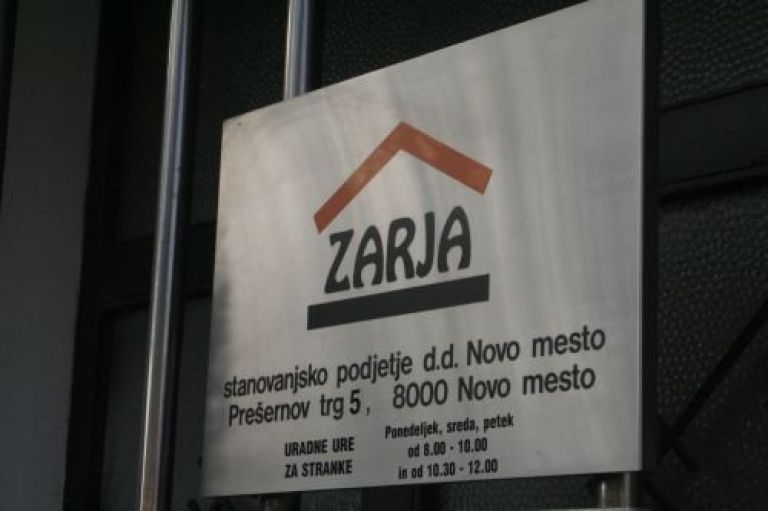 ZARJA
stanovanjsko podjetje d.d. Novo mesto
Prešernov trg 5, 8000 Novo mesto
URADNE URE
ZA STRANKE
Ponedeljek, sreda, petek
od 8.00 - 10.00
in od 10.30 - 12.00